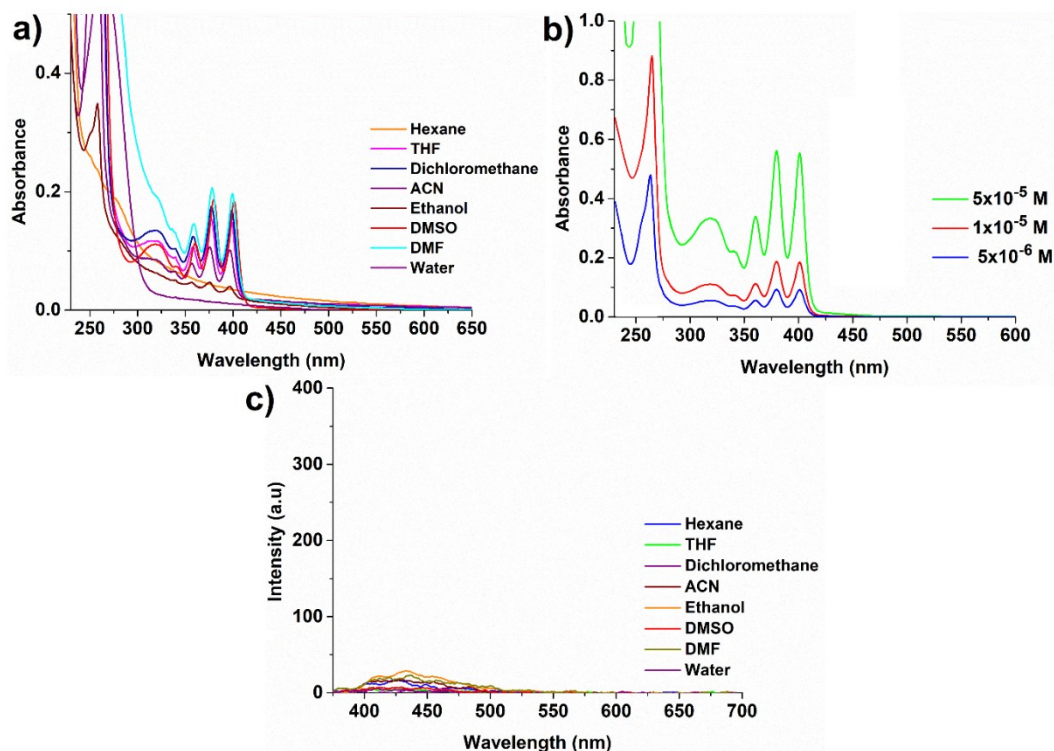 a)
Absorbance
0.4
0.2
0.0
250 300 350 400 450 500 550 600 650
Wavelength (nm)
Hexane
THF
Dichloromethane
ACN
Ethanol
DMSO
DMF
Water
b)
Absorbance
1.0
0.8
0.6
0.4
0.2
0.0
250 300 350 400 450 500 550 600
Wavelength (nm)
5x10⁻⁵ M
1x10⁻⁵ M
5x10⁻⁶ M
c)
Intensity (a.u)
400
300
200
100
0
400 450 500 550 600 650 700
Wavelength (nm)
Hexane
THF
Dichloromethane
ACN
Ethanol
DMSO
DMF
Water